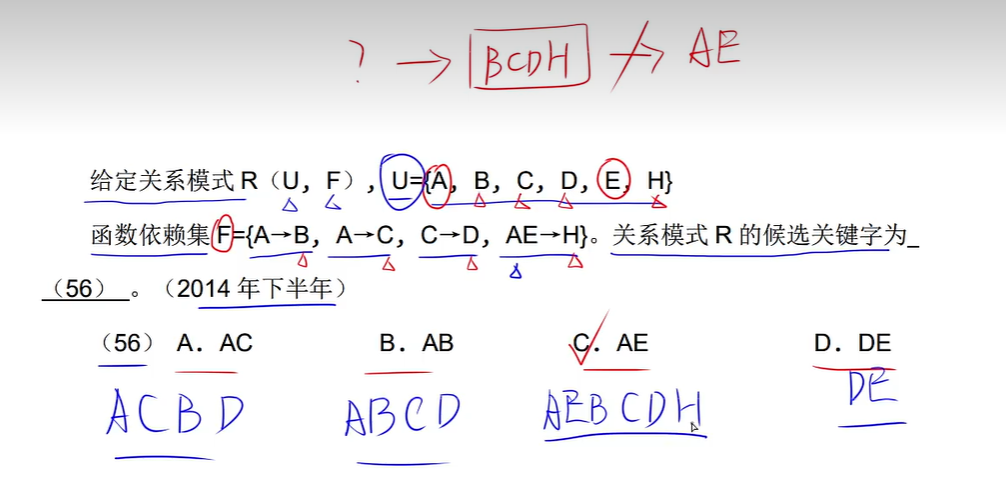 ? → BCDH ↛ AE
给定关系模式 R（U，F），U={A，B，C，D，E，H}
函数依赖集 F={A→B，A→C，C→D，AE→H}。关系模式 R 的候选关键字为_
（56）_。（2014 年下半年）
（56） A．AC B．AB C．AE D．DE
ACBD ABCD AEBCDH DE